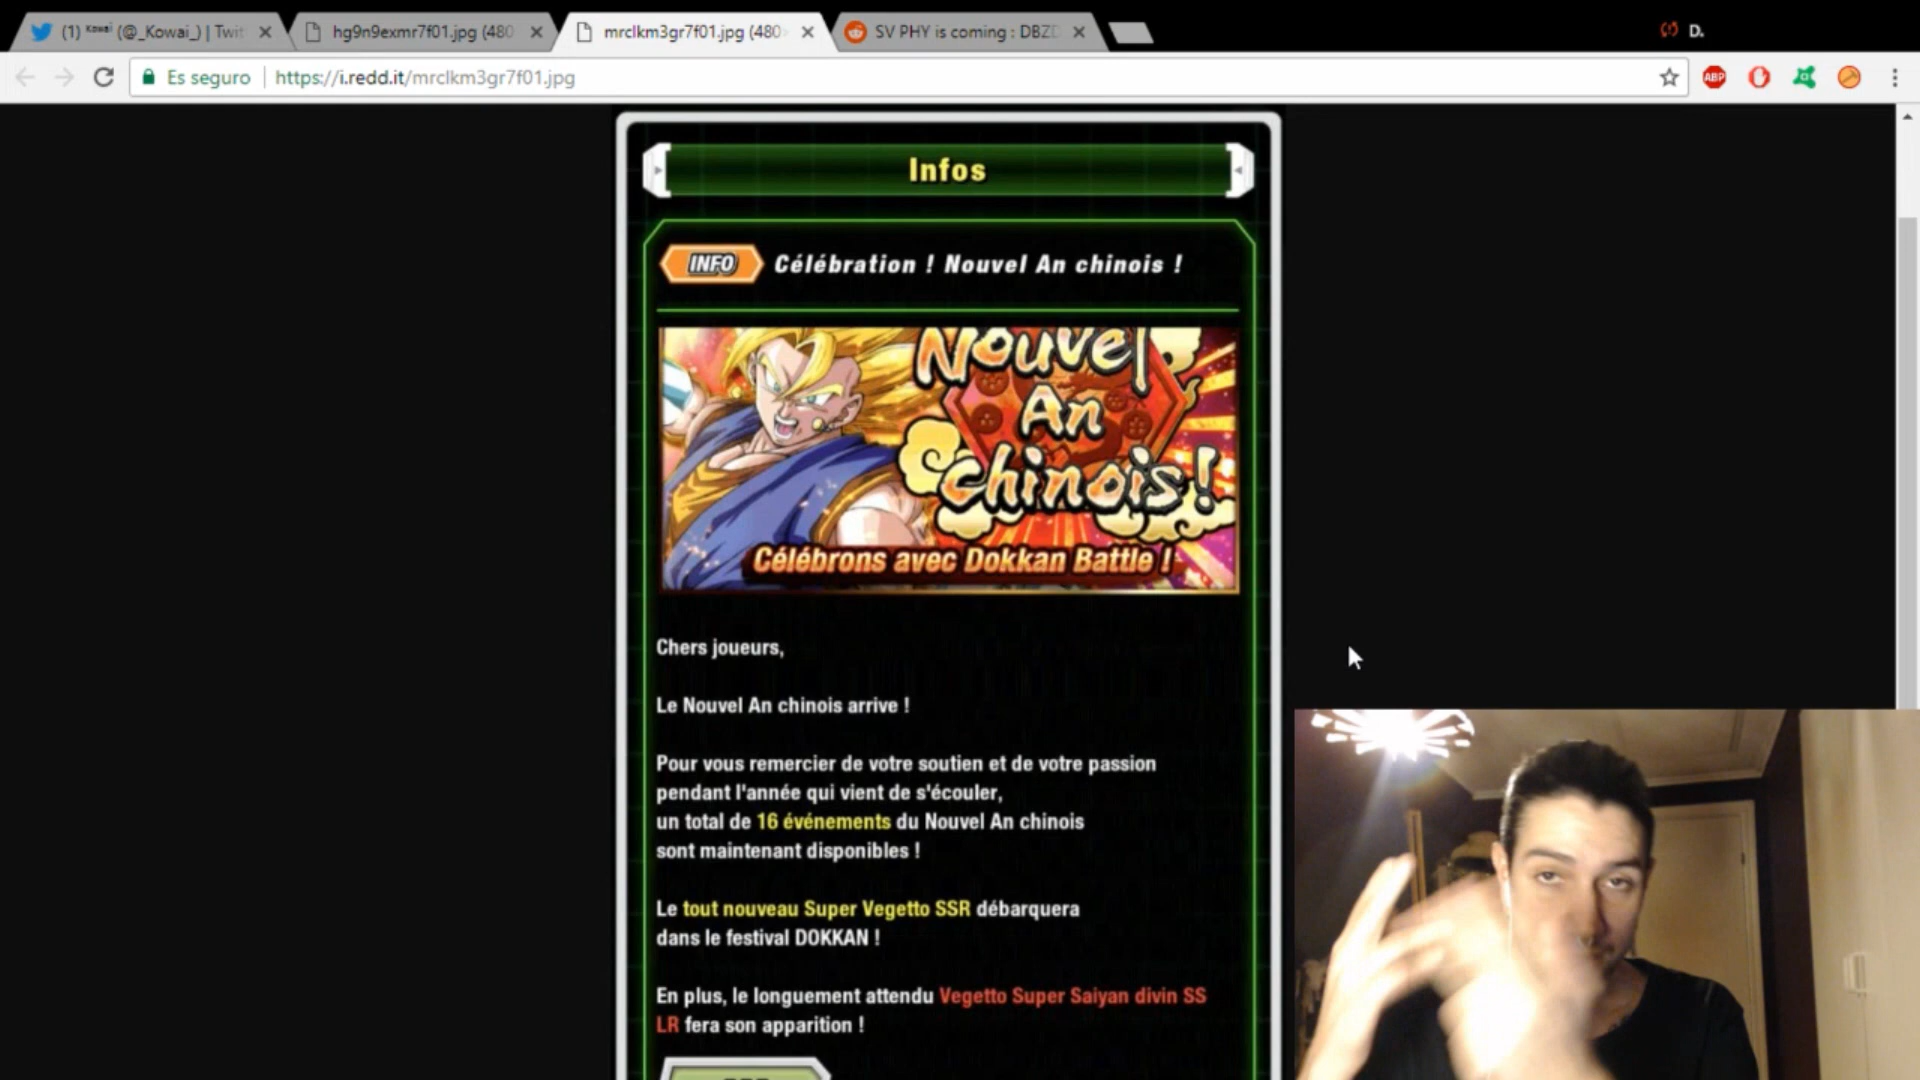 (1) ᴷᵒʷᵃⁱ (@_Kowai_) | Twit
hg9n9exmr7f01.jpg (480
mrclkm3gr7f01.jpg (480×
SV PHY is coming : DBZD
D.
Es seguro
https://i.redd.it/mrclkm3gr7f01.jpg
ABP
Infos
INFO
Célébration ! Nouvel An chinois !
Nouvel
An
chinois !
Célébrons avec Dokkan Battle !
Chers joueurs,
Le Nouvel An chinois arrive !
Pour vous remercier de votre soutien et de votre passion
pendant l'année qui vient de s'écouler,
un total de 16 événements du Nouvel An chinois
sont maintenant disponibles !
Le tout nouveau Super Vegetto SSR débarquera
dans le festival DOKKAN !
En plus, le longuement attendu Vegetto Super Saiyan divin SS
LR fera son apparition !